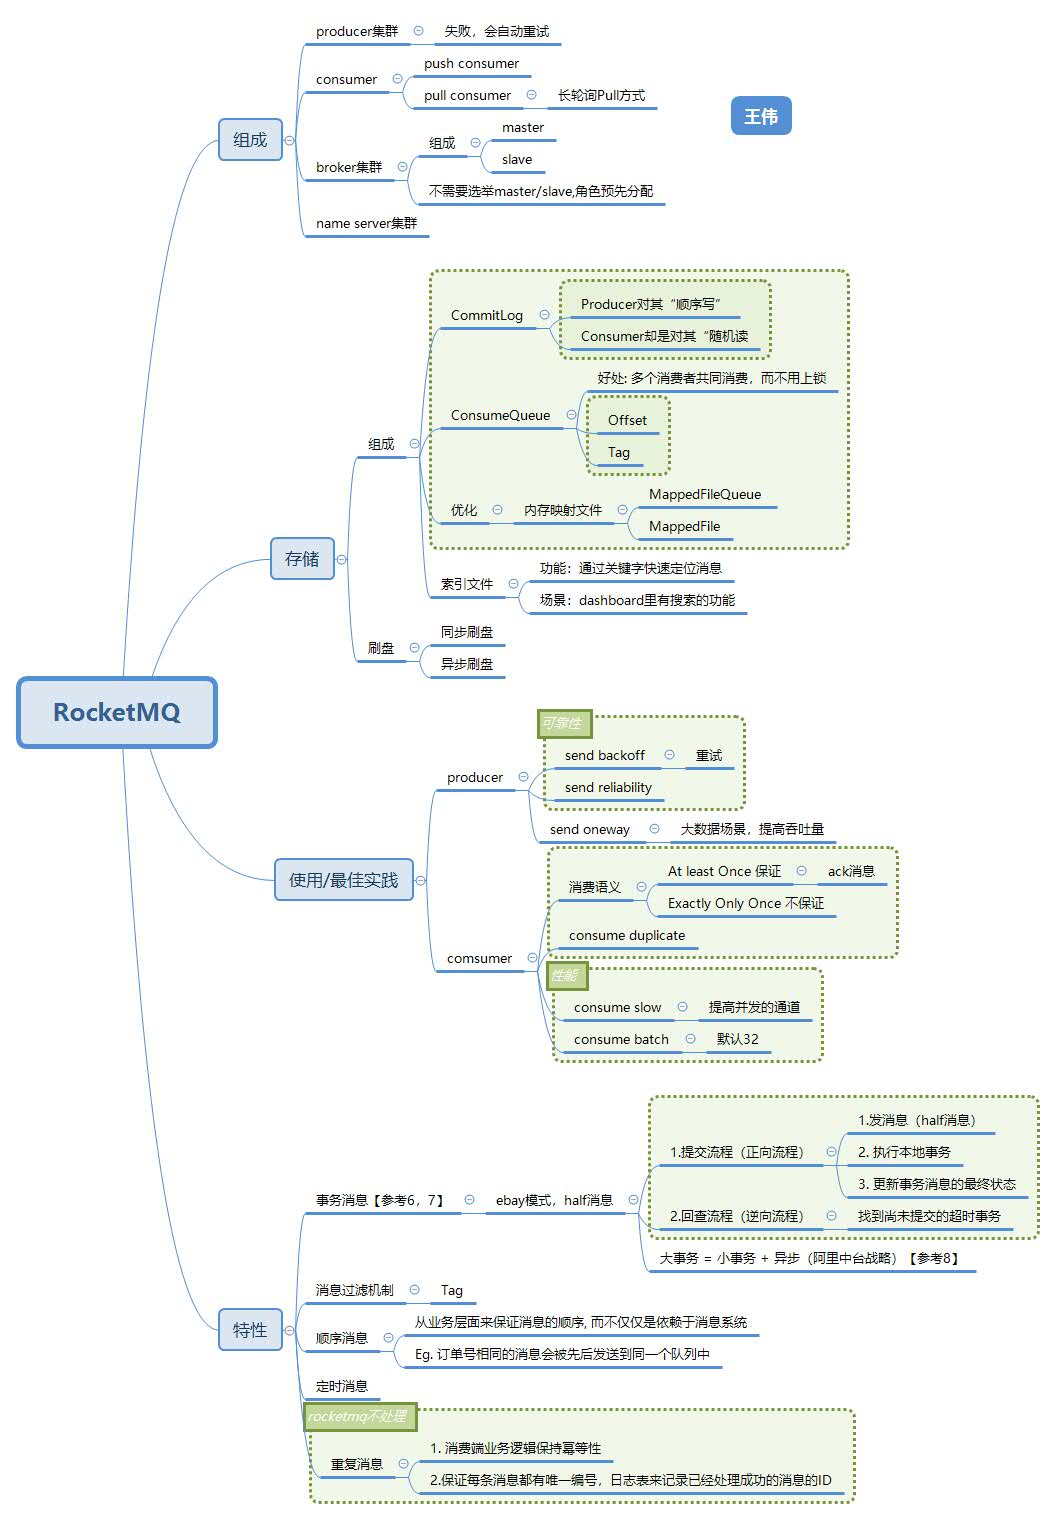 RocketMQ
王伟
组成
producer集群
失败，会自动重试
consumer
push consumer
pull consumer
长轮询Pull方式
broker集群
组成
master
slave
不需要选举master/slave,角色预先分配
name server集群
存储
组成
CommitLog
Producer对其“顺序写”
Consumer却是对其“随机读
ConsumeQueue
好处: 多个消费者共同消费，而不用上锁
Offset
Tag
优化
内存映射文件
MappedFileQueue
MappedFile
索引文件
功能：通过关键字快速定位消息
场景：dashboard里有搜索的功能
刷盘
同步刷盘
异步刷盘
使用/最佳实践
producer
可靠性
send backoff
重试
send reliability
send oneway
大数据场景，提高吞吐量
comsumer
消费语义
At least Once 保证
ack消息
Exactly Only Once 不保证
consume duplicate
性能
consume slow
提高并发的通道
consume batch
默认32
特性
事务消息【参考6，7】
ebay模式，half消息
1.提交流程（正向流程）
1.发消息（half消息）
2. 执行本地事务
3. 更新事务消息的最终状态
2.回查流程（逆向流程）
找到尚未提交的超时事务
大事务 = 小事务 + 异步（阿里中台战略）【参考8】
消息过滤机制
Tag
顺序消息
从业务层面来保证消息的顺序, 而不仅仅是依赖于消息系统
Eg. 订单号相同的消息会被先后发送到同一个队列中
定时消息
rocketmq不处理
重复消息
1. 消费端业务逻辑保持幂等性
2.保证每条消息都有唯一编号，日志表来记录已经处理成功的消息的ID